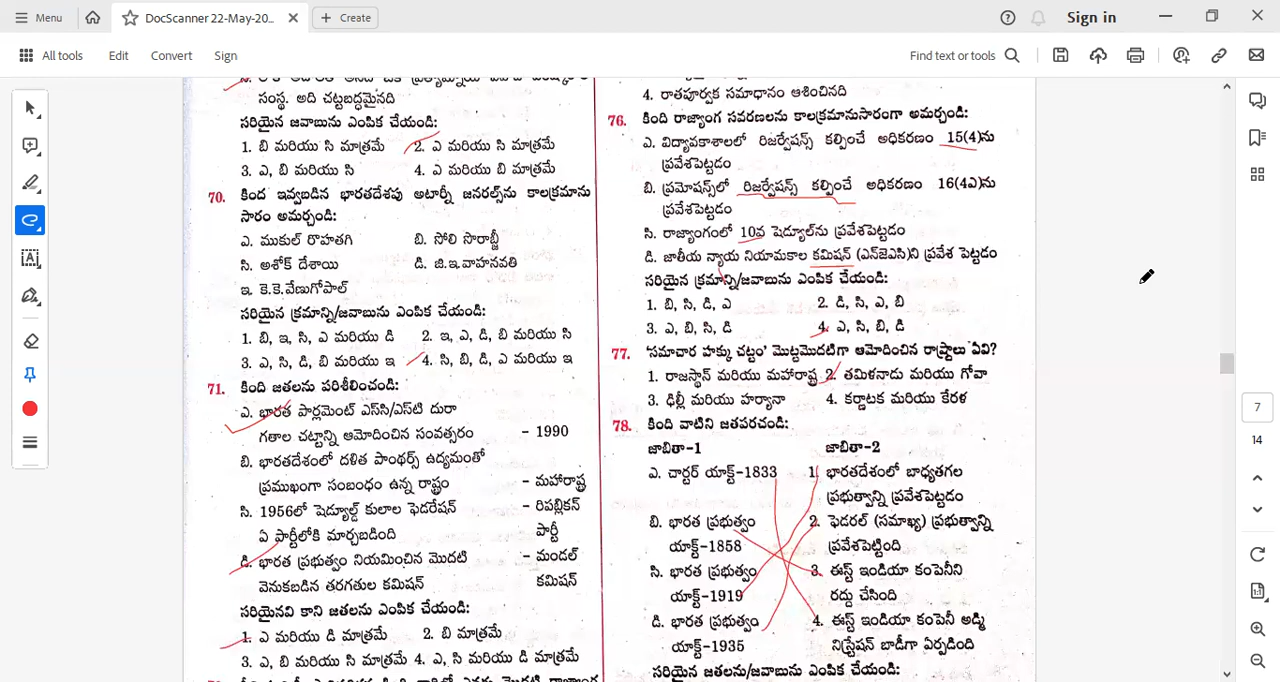 Menu
DocScanner 22-May-20...
Create
Sign in
All tools
Edit
Convert
Sign
Find text or tools
సంస్థ. అది చట్టబద్ధమైనది
సరియైన జవాబును ఎంపిక చేయండి:
1. బి మరియు సి మాత్రమే 2. ఎ మరియు సి మాత్రమే
3. ఎ, బి మరియు సి 4. ఎ మరియు బి మాత్రమే
70. కింద ఇవ్వబడిన భారతదేశపు అటార్నీ జనరల్స్‌ను కాలక్రమాను
సారం అమర్చండి:
ఎ. ముకుల్ రొహతగి బి. సోలి సొరాబ్జీ
సి. అశోక్ దేశాయి డి. జి.ఇ.వాహనవతి
ఇ. కె.కె.వేణుగోపాల్
సరియైన క్రమాన్ని/జవాబును ఎంపిక చేయండి:
1. బి, ఇ, సి, ఎ మరియు డి 2. ఇ, ఎ, డి, బి మరియు సి
3. ఎ, సి, డి, బి మరియు ఇ 4. సి, బి, డి, ఎ మరియు ఇ
71. కింది జతలను పరిశీలించండి:
ఎ. భారత పార్లమెంట్ ఎస్‌సి/ఎస్‌టి దురా
గతాల చట్టాన్ని ఆమోదించిన సంవత్సరం - 1990
బి. భారతదేశంలో దళిత పాంథర్స్ ఉద్యమంతో
ప్రముఖంగా సంబంధం ఉన్న రాష్ట్రం - మహారాష్ట్ర
సి. 1956లో షెడ్యూల్డ్ కులాల ఫెడరేషన్ - రిపబ్లికన్
ఏ పార్టీలోకి మార్చబడింది పార్టీ
డి. భారత ప్రభుత్వం నియమించిన మొదటి - మండల్
వెనుకబడిన తరగతుల కమిషన్ కమిషన్
సరియైనవి కాని జతలను ఎంపిక చేయండి:
1. ఎ మరియు డి మాత్రమే 2. బి మాత్రమే
3. ఎ, బి మరియు సి మాత్రమే 4. ఎ, సి మరియు డి మాత్రమే
4. రాతపూర్వక సమాధానం ఆశించినది
76. కింది రాజ్యాంగ సవరణలను కాలక్రమానుసారంగా అమర్చండి:
ఎ. విద్యావకాశాలలో రిజర్వేషన్స్ కల్పించే అధికరణం 15(4)ను
ప్రవేశపెట్టడం
బి. ప్రమోషన్స్‌లో రిజర్వేషన్స్ కల్పించే అధికరణం 16(4ఎ)ను
ప్రవేశపెట్టడం
సి. రాజ్యాంగంలో 10వ షెడ్యూల్‌ను ప్రవేశపెట్టడం
డి. జాతీయ న్యాయ నియామకాల కమిషన్ (ఎన్‌జెఎసి)ని ప్రవేశ పెట్టడం
సరియైన క్రమాన్ని/జవాబును ఎంపిక చేయండి:
1. బి, సి, డి, ఎ 2. డి, సి, ఎ, బి
3. ఎ, బి, సి, డి 4. ఎ, సి, బి, డి
77. 'సమాచార హక్కు చట్టం' మొట్టమొదటిగా ఆమోదించిన రాష్ట్రాలు ఏవి?
1. రాజస్థాన్ మరియు మహారాష్ట్ర 2. తమిళనాడు మరియు గోవా
3. ఢిల్లీ మరియు హర్యానా 4. కర్ణాటక మరియు కేరళ
78. కింది వాటిని జతపరచండి:
జాబితా-1 జాబితా-2
ఎ. చార్టర్ యాక్ట్-1833 1. భారతదేశంలో బాధ్యతగల
ప్రభుత్వాన్ని ప్రవేశపెట్టడం
బి. భారత ప్రభుత్వం 2. ఫెడరల్ (సమాఖ్య) ప్రభుత్వాన్ని
యాక్ట్-1858 ప్రవేశపెట్టింది
సి. భారత ప్రభుత్వం 3. ఈస్ట్ ఇండియా కంపెనీని
యాక్ట్-1919 రద్దు చేసింది
డి. భారత ప్రభుత్వం 4. ఈస్ట్ ఇండియా కంపెనీ అడ్మి
యాక్ట్-1935 నిస్ట్రేషన్ బాడీగా ఏర్పడింది
సరియైన జతలను/జవాబును ఎంపిక చేయండి:
7
14